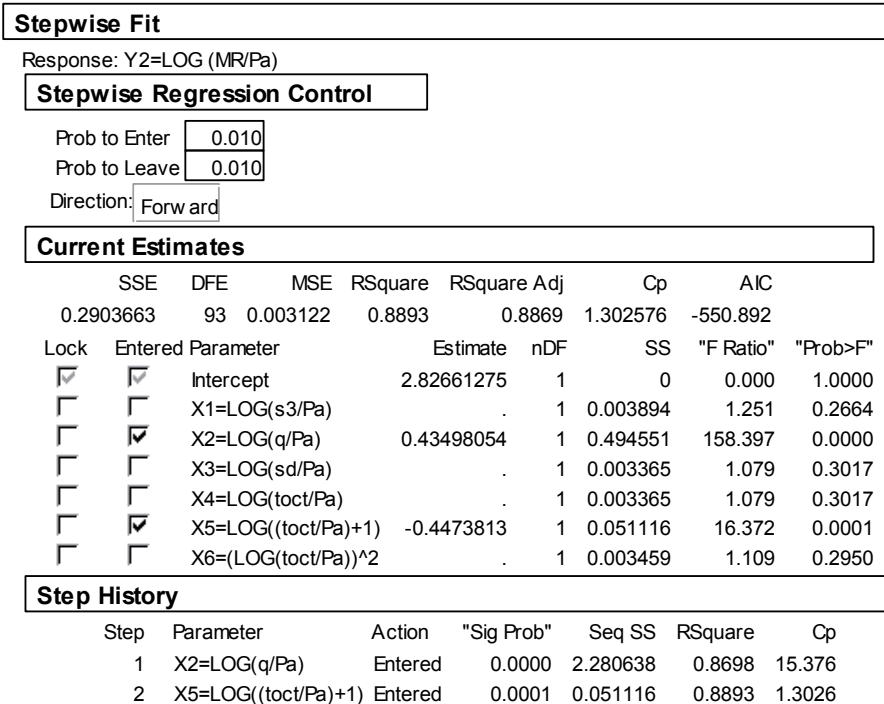 Stepwise Fit
Response: Y2=LOG (MR/Pa)
Stepwise Regression Control
Prob to Enter 0.010
Prob to Leave 0.010
Direction: Forw ard
Current Estimates
SSE DFE MSE RSquare RSquare Adj Cp AIC
0.2903663 93 0.003122 0.8893 0.8869 1.302576 -550.892
Lock Entered Parameter Estimate nDF SS "F Ratio" "Prob>F"
Intercept 2.82661275 1 0 0.000 1.0000
X1=LOG(s3/Pa) . 1 0.003894 1.251 0.2664
X2=LOG(q/Pa) 0.43498054 1 0.494551 158.397 0.0000
X3=LOG(sd/Pa) . 1 0.003365 1.079 0.3017
X4=LOG(toct/Pa) . 1 0.003365 1.079 0.3017
X5=LOG((toct/Pa)+1) -0.4473813 1 0.051116 16.372 0.0001
X6=(LOG(toct/Pa))^2 . 1 0.003459 1.109 0.2950
Step History
Step Parameter Action "Sig Prob" Seq SS RSquare Cp
1 X2=LOG(q/Pa) Entered 0.0000 2.280638 0.8698 15.376
2 X5=LOG((toct/Pa)+1) Entered 0.0001 0.051116 0.8893 1.3026